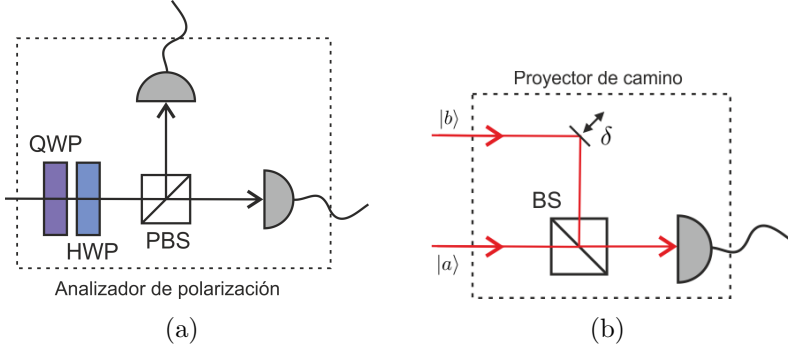 QWP
HWP
PBS
Analizador de polarización
(a)
Proyector de camino
|b⟩
δ
BS
|a⟩
(b)